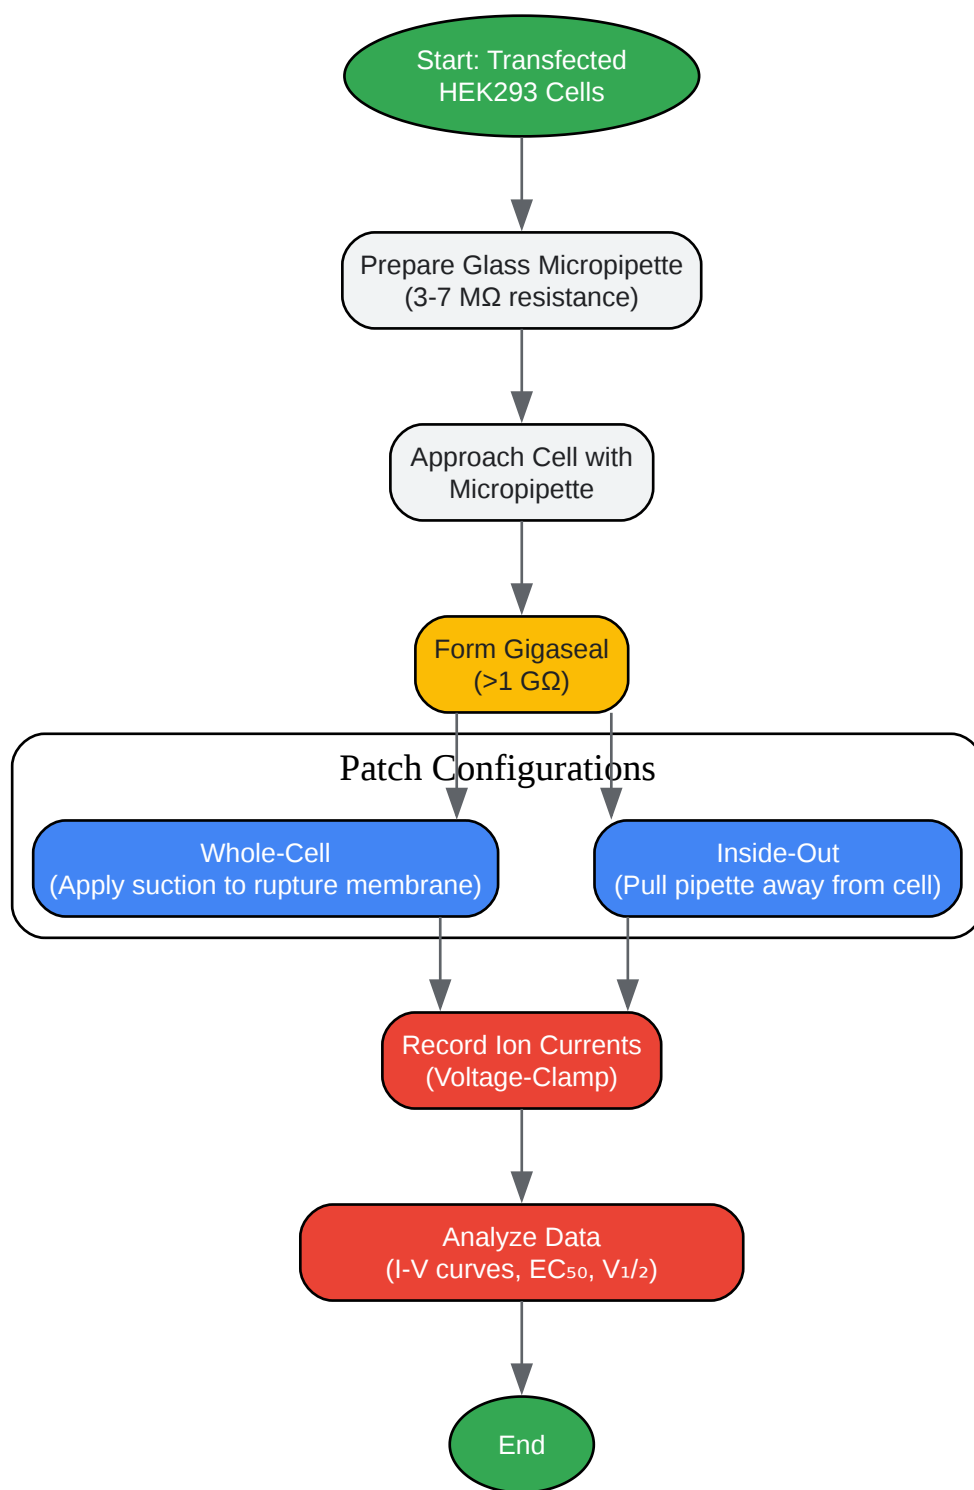 Start: Transfected
HEK293 Cells
Prepare Glass Micropipette
(3-7 MΩ resistance)
Approach Cell with
Micropipette
Form Gigaseal
(>1 GΩ)
Patch Configurations
Whole-Cell
(Apply suction to rupture membrane)
Inside-Out
(Pull pipette away from cell)
Record Ion Currents
(Voltage-Clamp)
Analyze Data
(I-V curves, EC₅₀, V₁/₂)
End